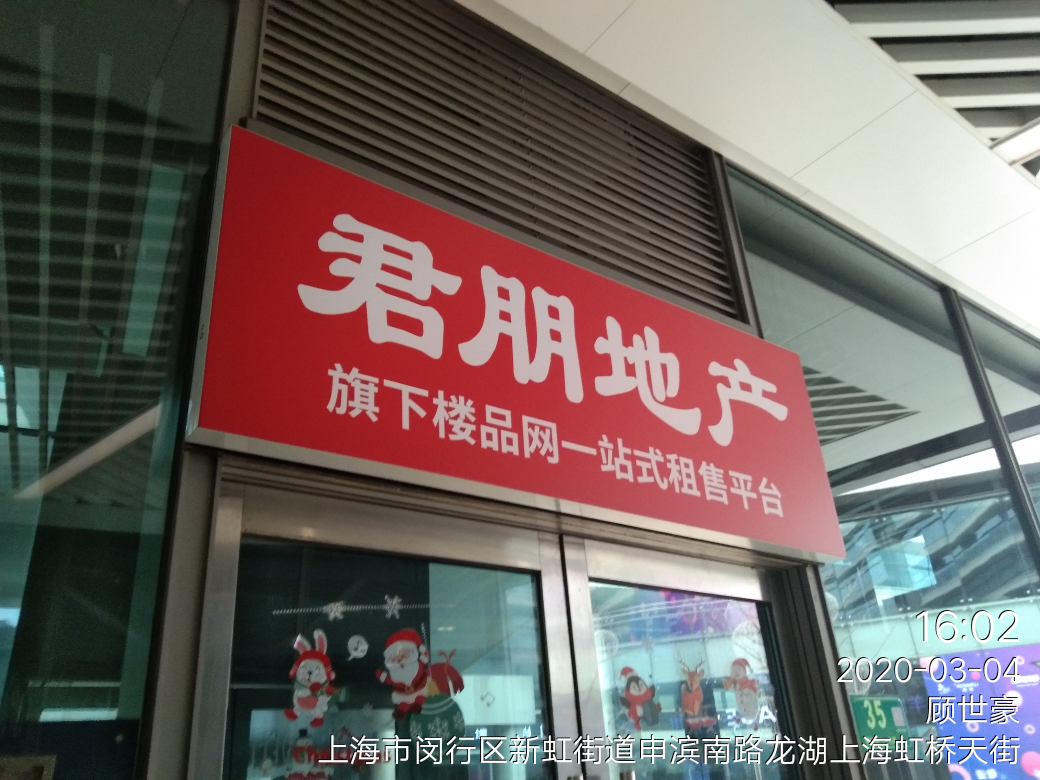 君朋地产
旗下楼品网一站式租售平台
16:02
2020-03-04
35
顾世豪
上海市闵行区新虹街道申滨南路龙湖上海虹桥天街